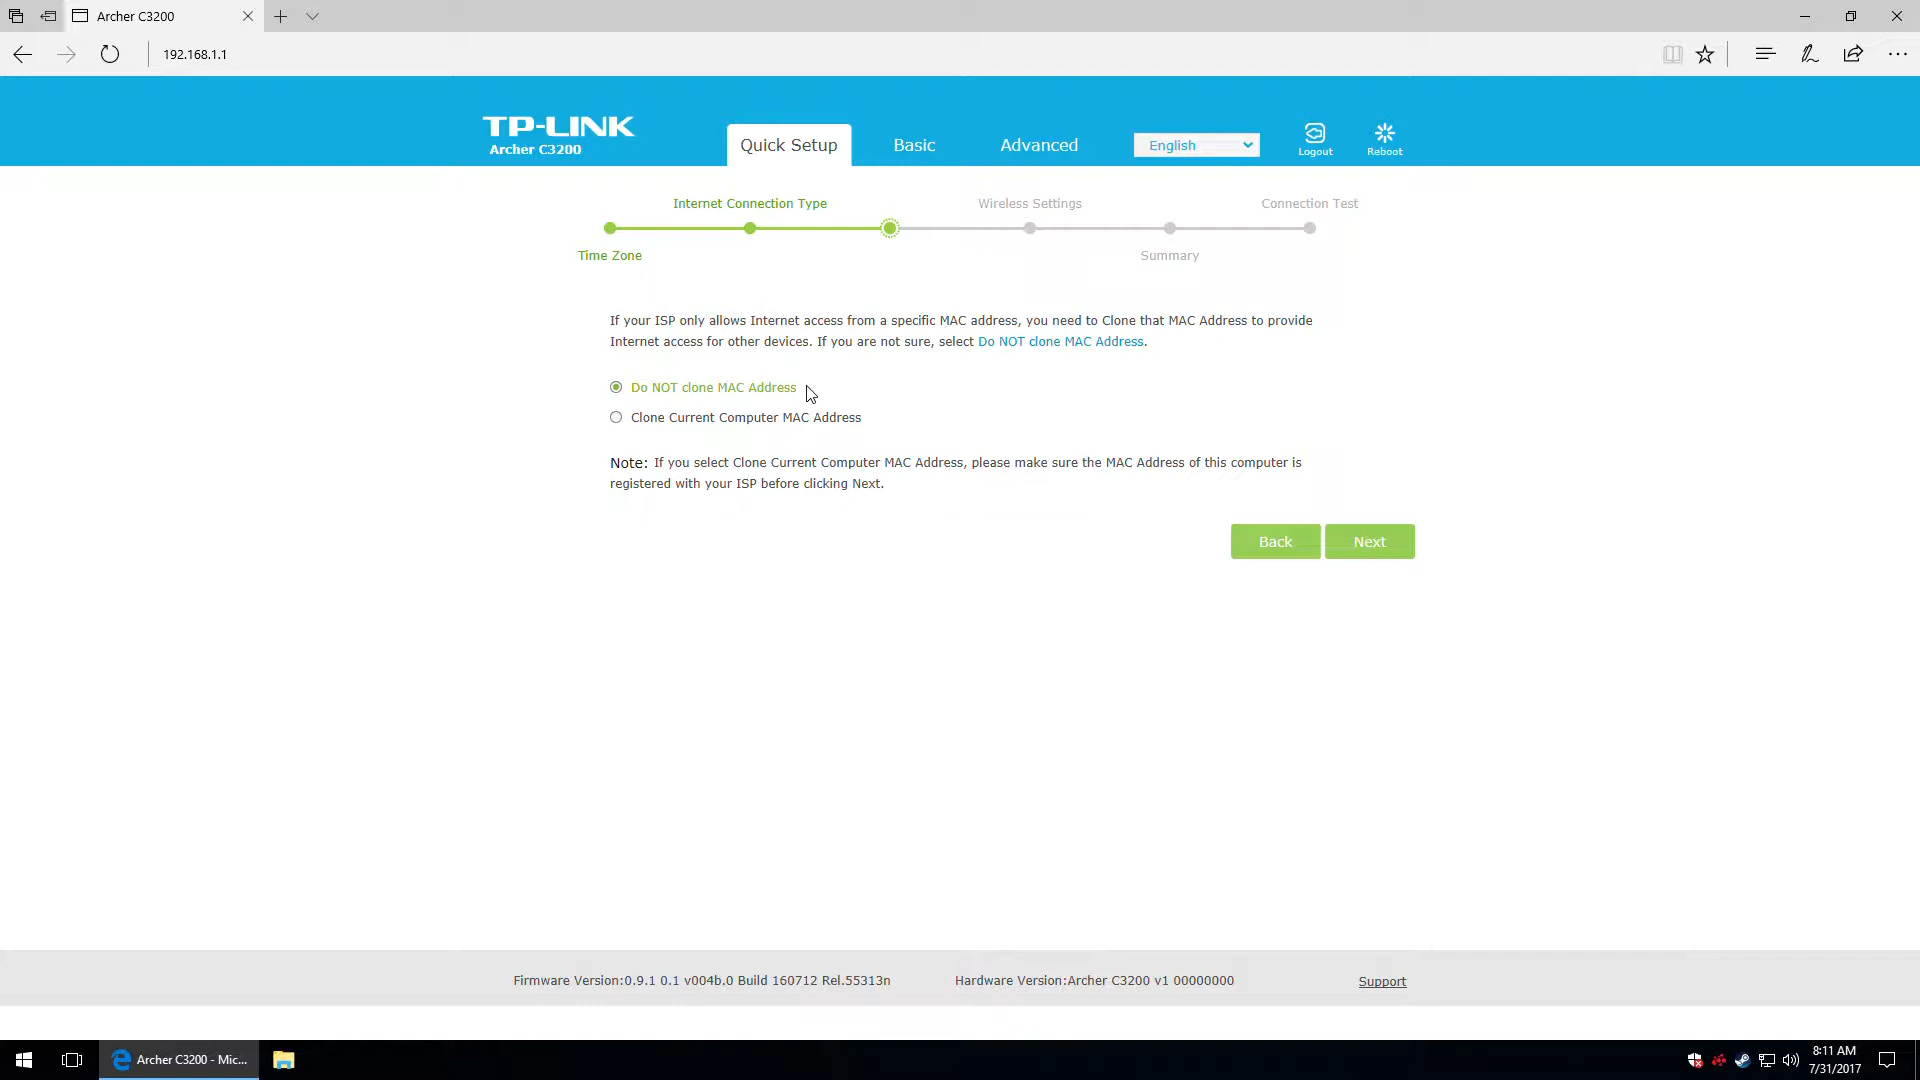 Archer C3200
192.168.1.1
TP-LINK
Archer C3200
Quick Setup
Basic
Advanced
English
Logout
Reboot
Internet Connection Type
Wireless Settings
Connection Test
Time Zone
Summary
If your ISP only allows Internet access from a specific MAC address, you need to Clone that MAC Address to provide
Internet access for other devices. If you are not sure, select Do NOT clone MAC Address.
Do NOT clone MAC Address
Clone Current Computer MAC Address
Note: If you select Clone Current Computer MAC Address, please make sure the MAC Address of this computer is
registered with your ISP before clicking Next.
Back
Next
Firmware Version:0.9.1 0.1 v004b.0 Build 160712 Rel.55313n
Hardware Version:Archer C3200 v1 00000000
Support
Archer C3200 - Mic...
8:11 AM
7/31/2017